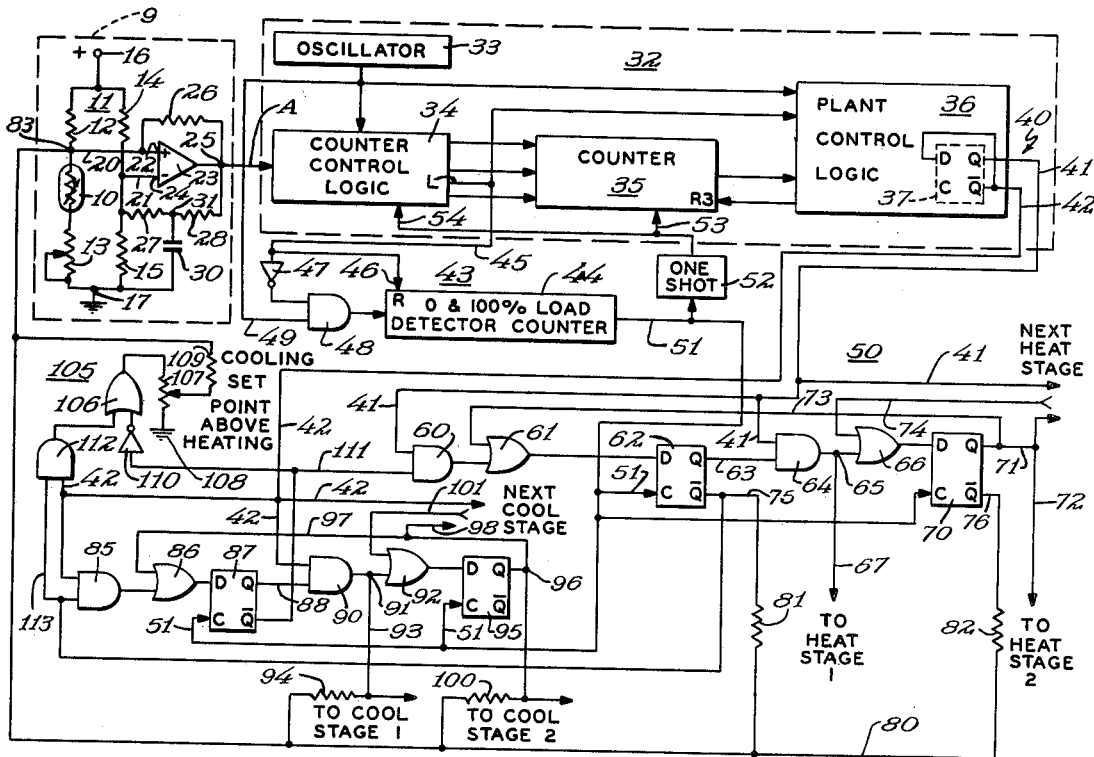 9
+ 16
14
11
12
83
20
22
10
21
24
13
27
15
17
26
25
23
31
28
30
A
OSCILLATOR
33
32
34
COUNTER
CONTROL
LOGIC
L
54
COUNTER
35
R3
53
PLANT
CONTROL
LOGIC
36
D Q
C Q̅
37
40
41
42
45
47
46
43
44
R 0 & 100% LOAD
DETECTOR COUNTER
48
49
ONE
SHOT
52
51
50
NEXT
HEAT
STAGE
41
105
106
107
109
COOLING
SET
POINT
ABOVE
HEATING
108
110
112
42
111
113
42
42
42
41
60
61
73
62
D Q
C Q̅
51
63
75
41
64
65
74
66
D Q
C Q̅
70
71
76
72
67
101
NEXT
COOL
STAGE
97
98
85
86
87
D Q
C Q̅
51
88
90
91
92
93
D Q
C Q̅
51
95
96
94
100
TO COOL
STAGE 1
TO COOL
STAGE 2
81
TO
HEAT
STAGE
1
82
TO
HEAT
STAGE
2
80